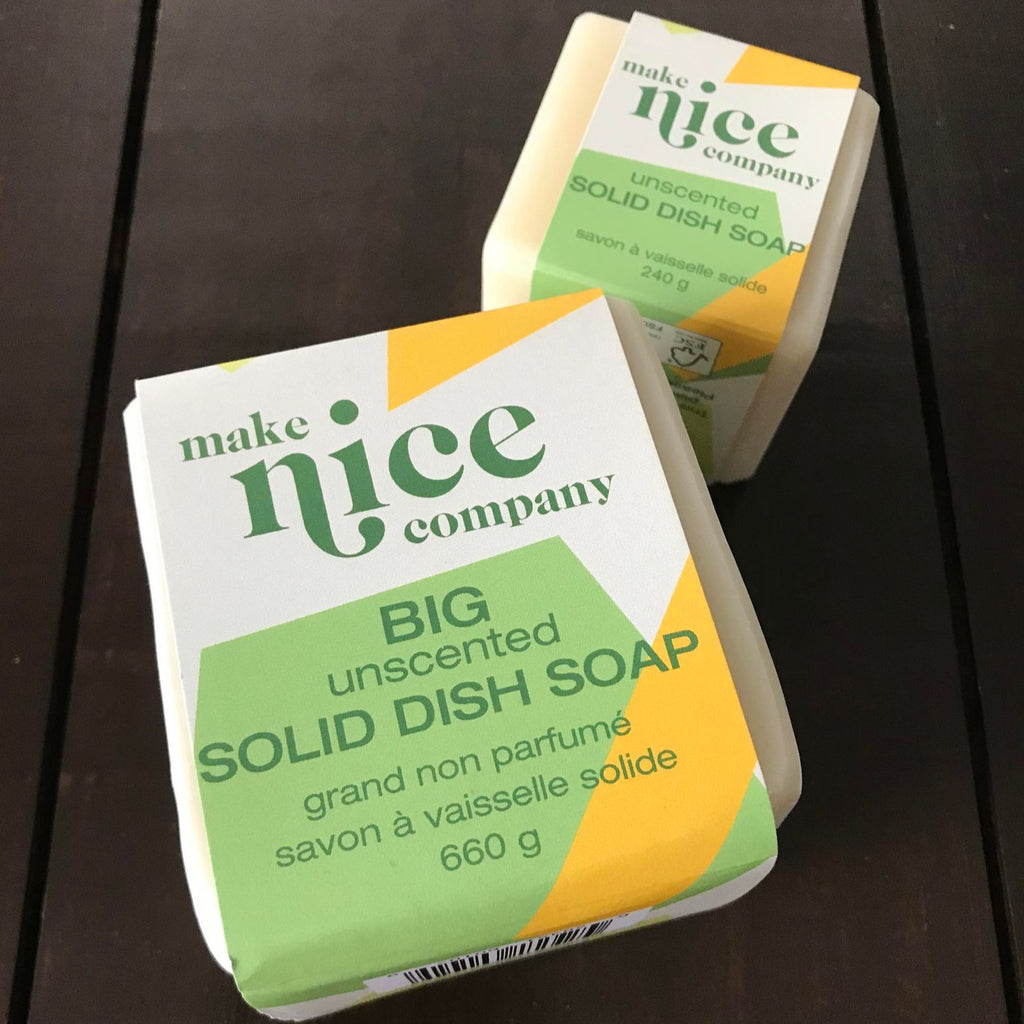 make
nice
company
unscented
SOLID DISH SOAP
savon à vaisselle solide
240 g
FSC
make
nice
company
BIG
unscented
SOLID DISH SOAP
grand non parfumé
savon à vaisselle solide
660 g